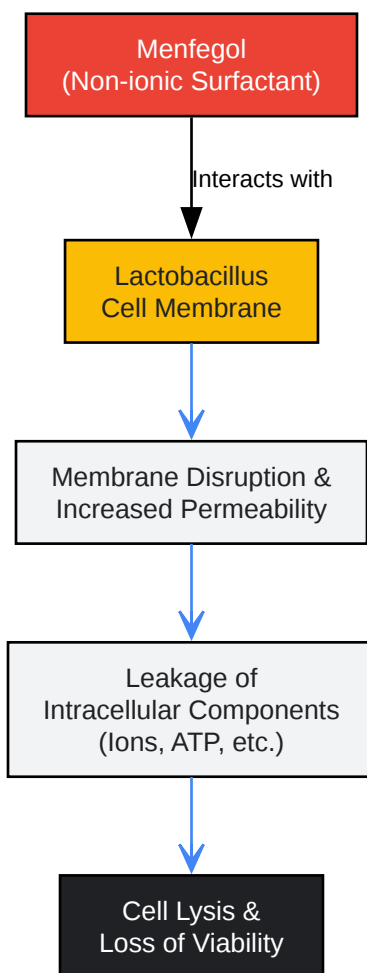 Menfegol
(Non-ionic Surfactant)
Interacts with
Lactobacillus
Cell Membrane
Membrane Disruption &
Increased Permeability
Leakage of
Intracellular Components
(Ions, ATP, etc.)
Cell Lysis &
Loss of Viability